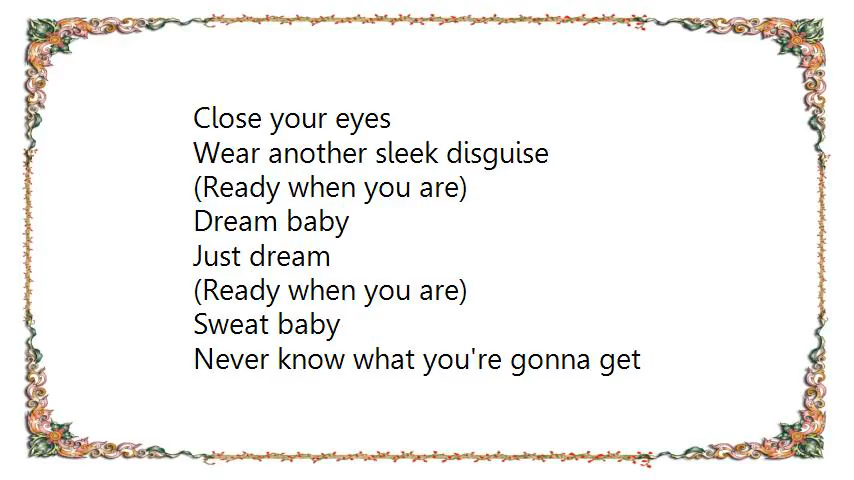 Close your eyes
Wear another sleek disguise
(Ready when you are)
Dream baby
Just dream
(Ready when you are)
Sweat baby
Never know what you're gonna get